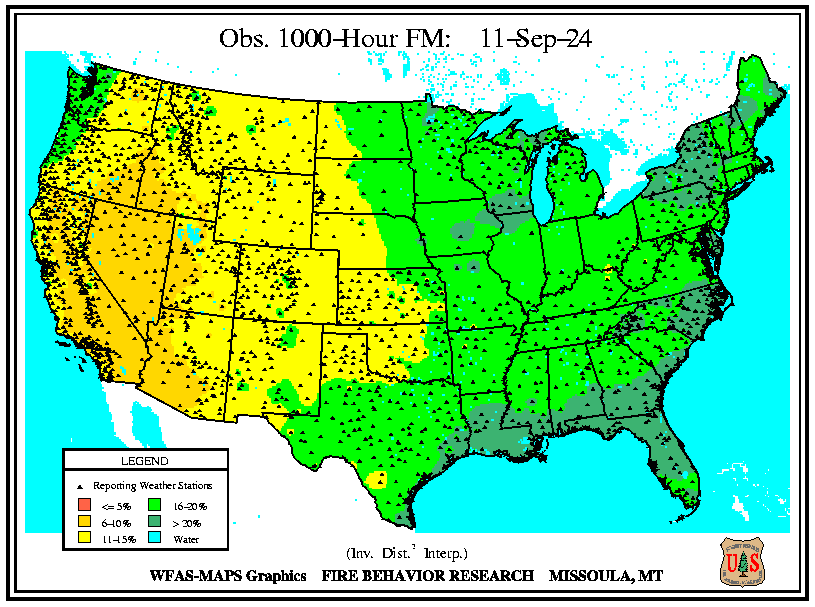 Obs. 1000-Hour FM: 11-Sep-24
LEGEND
Reporting Weather Stations
<= 5%
16-20%
6-10%
> 20%
11-15%
Water
(Inv. Dist.² Interp.)
WFAS-MAPS Graphics FIRE BEHAVIOR RESEARCH MISSOULA, MT
U S